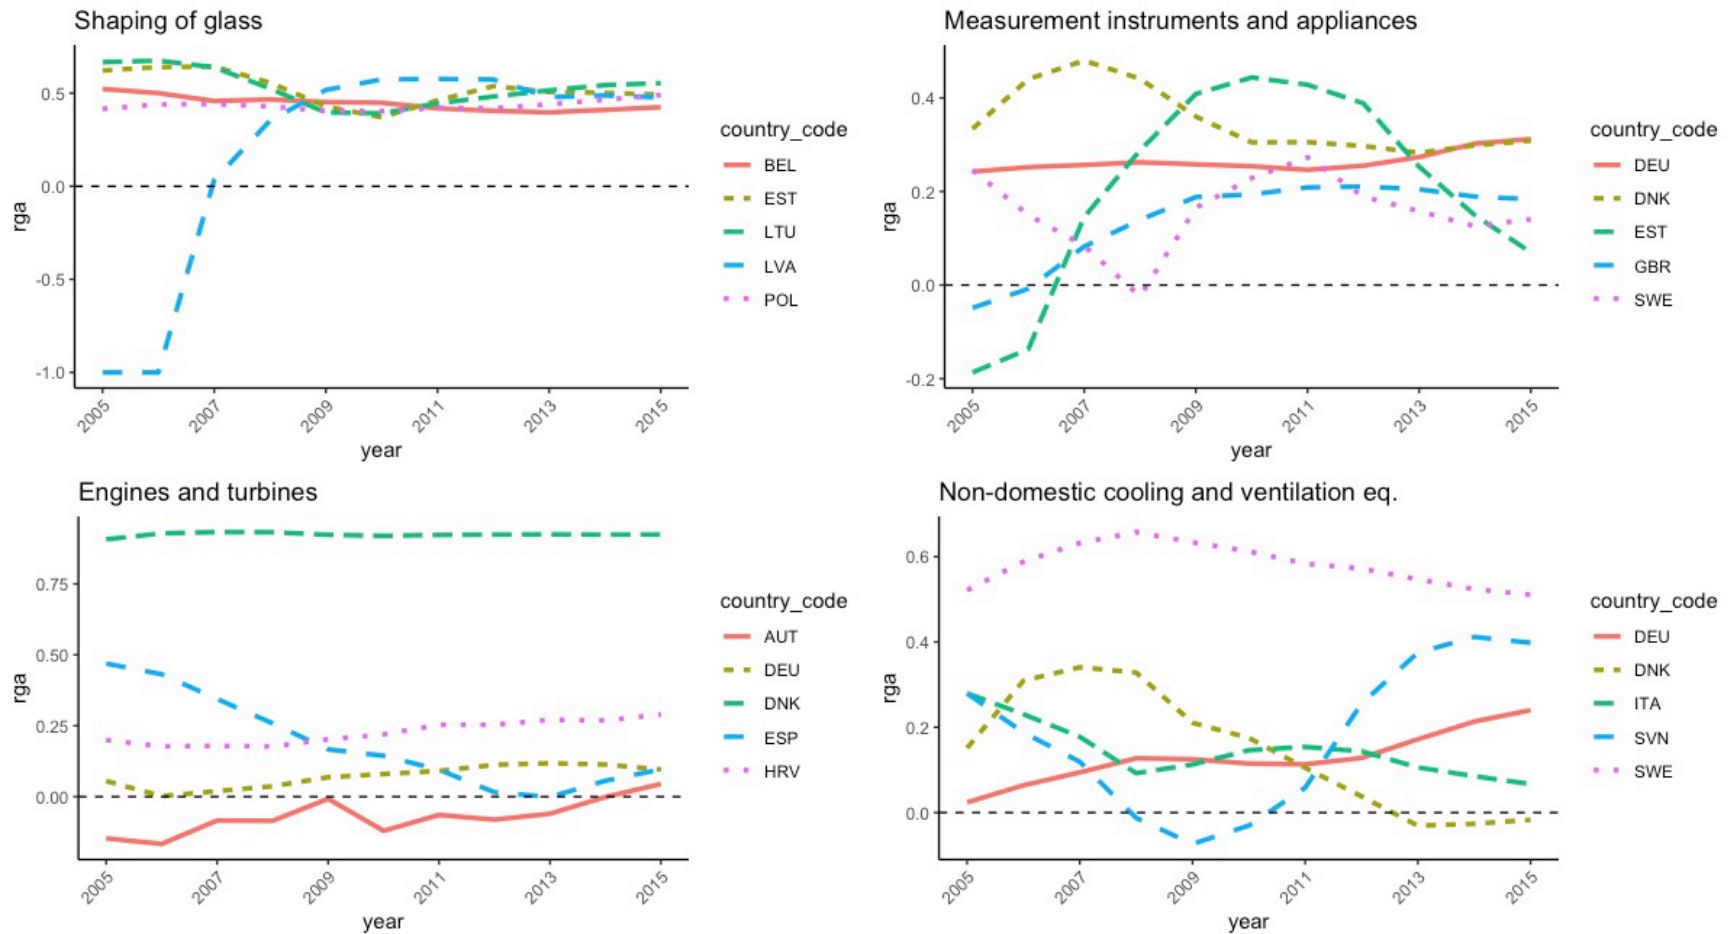 Shaping of glass
rga
0.5
0.0
-0.5
-1.0
2005 2007 2009 2011 2013 2015
year
country_code
BEL
EST
LTU
LVA
POL
Measurement instruments and appliances
rga
0.4
0.2
0.0
-0.2
2005 2007 2009 2011 2013 2015
year
country_code
DEU
DNK
EST
GBR
SWE
Engines and turbines
rga
0.75
0.50
0.25
0.00
2005 2007 2009 2011 2013 2015
year
country_code
AUT
DEU
DNK
ESP
HRV
Non-domestic cooling and ventilation eq.
rga
0.6
0.4
0.2
0.0
2005 2007 2009 2011 2013 2015
year
country_code
DEU
DNK
ITA
SVN
SWE